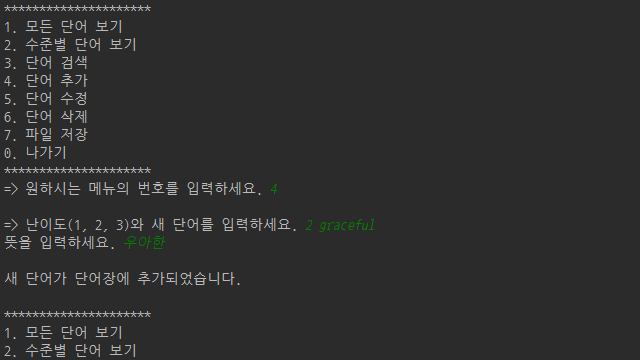 *********************
1. 모든 단어 보기
2. 수준별 단어 보기
3. 단어 검색
4. 단어 추가
5. 단어 수정
6. 단어 삭제
7. 파일 저장
0. 나가기
*********************
=> 원하시는 메뉴의 번호를 입력하세요. 4
=> 난이도(1, 2, 3)와 새 단어를 입력하세요. 2 graceful
뜻을 입력하세요. 우아한
새 단어가 단어장에 추가되었습니다.
*********************
1. 모든 단어 보기
2. 수준별 단어 보기